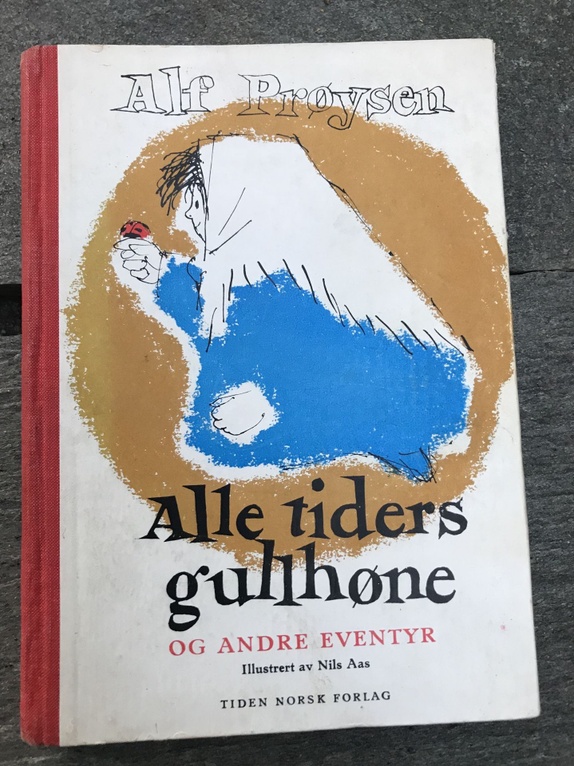 Alf Prøysen
Alle tiders
gullhøne
OG ANDRE EVENTYR
Illustrert av Nils Aas
TIDEN NORSK FORLAG